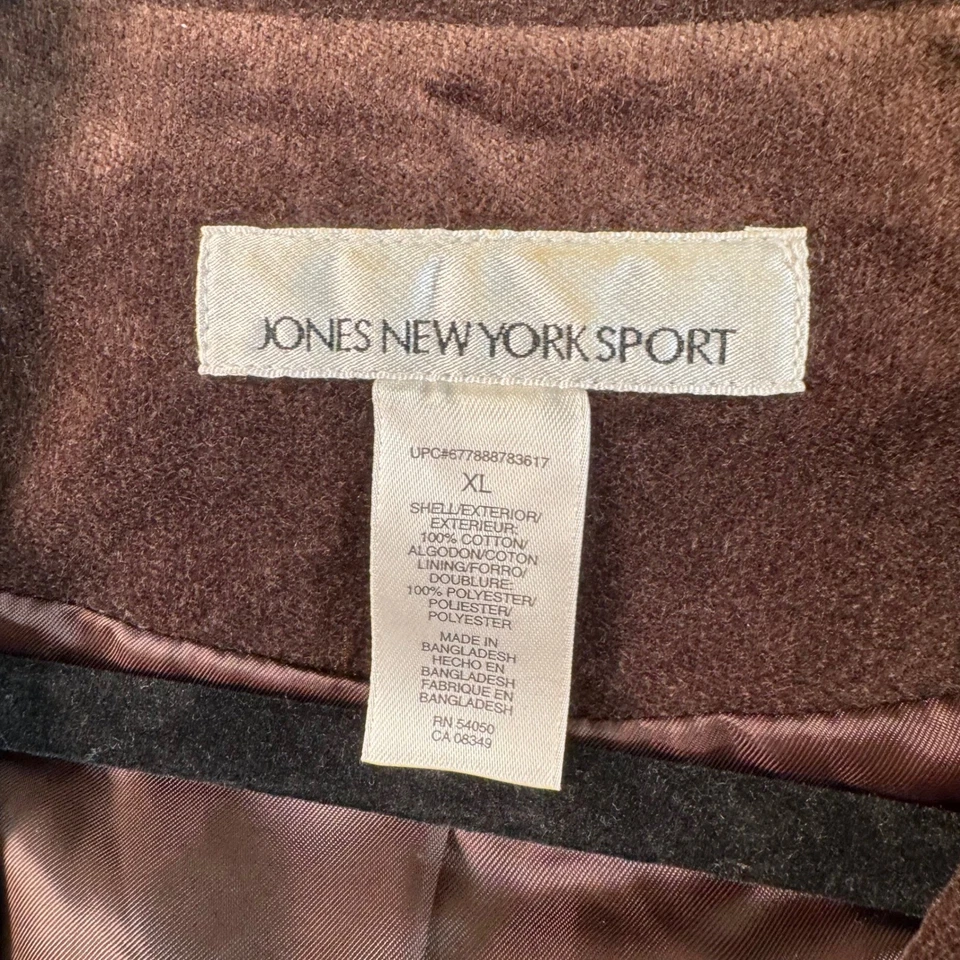 JONES NEW YORK SPORT
UPC#677888783617
XL
SHELL/EXTERIOR/
EXTERIEUR:
100% COTTON/
ALGODON/COTON
LINING/FORRO/
DOUBLURE:
100% POLYESTER/
POLIESTER/
POLYESTER
MADE IN
BANGLADESH
HECHO EN
BANGLADESH
FABRIQUE EN
BANGLADESH
RN 54050
CA 08349